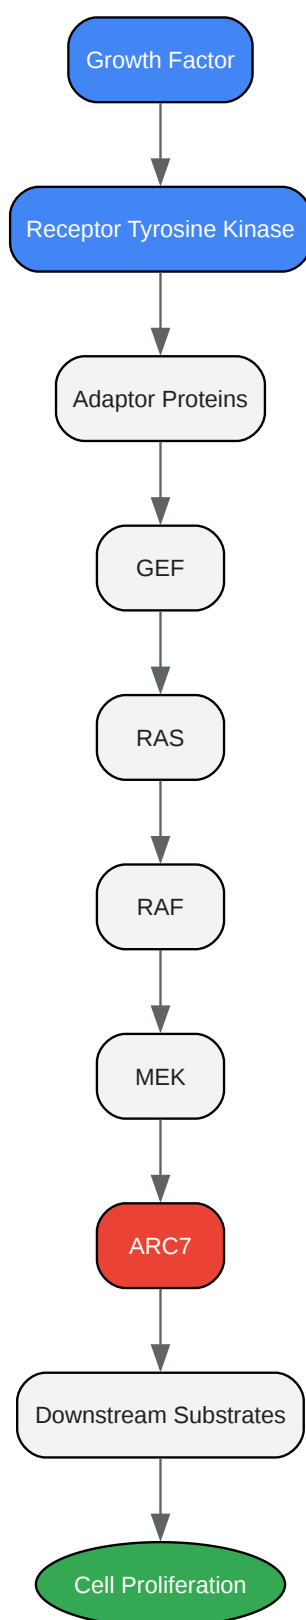 Growth Factor
Receptor Tyrosine Kinase
Adaptor Proteins
GEF
RAS
RAF
MEK
ARC7
Downstream Substrates
Cell Proliferation